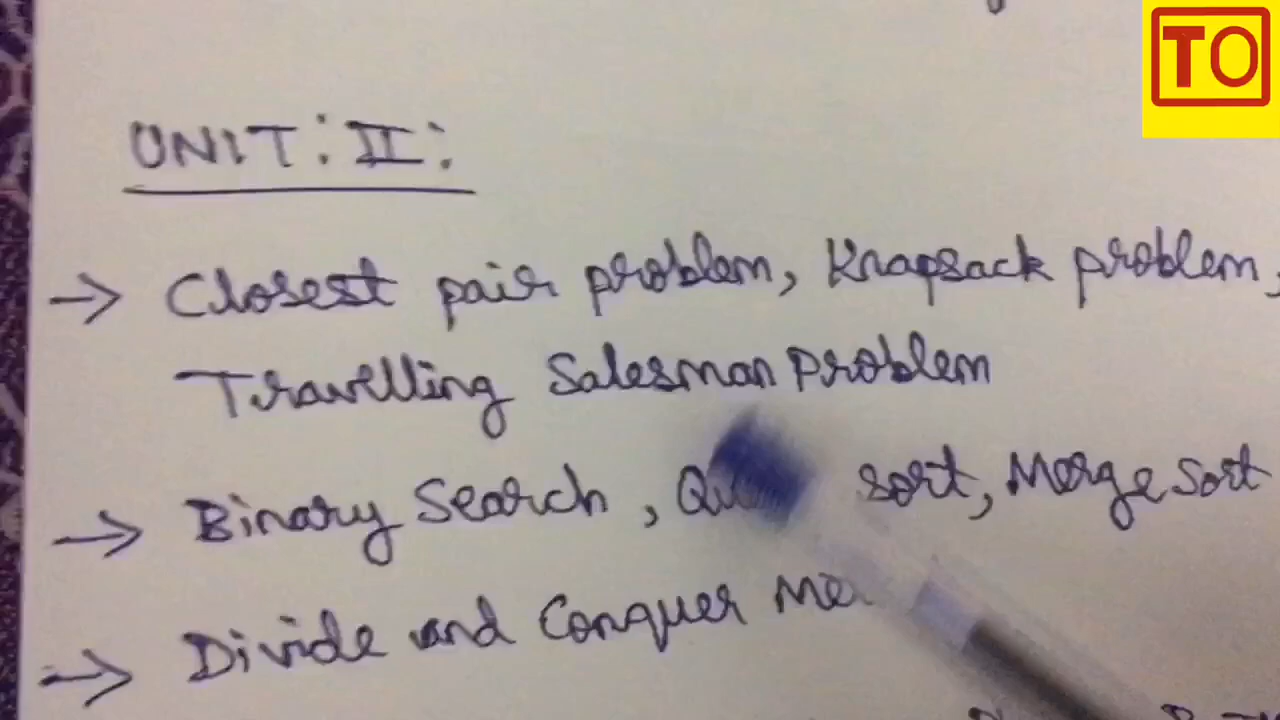 TO
UNIT: II:
→ Closest pair problem, Knapsack problem,
Travelling Salesman Problem
→ Binary Search, sort, Merge Sort
→ Divide and Conquer